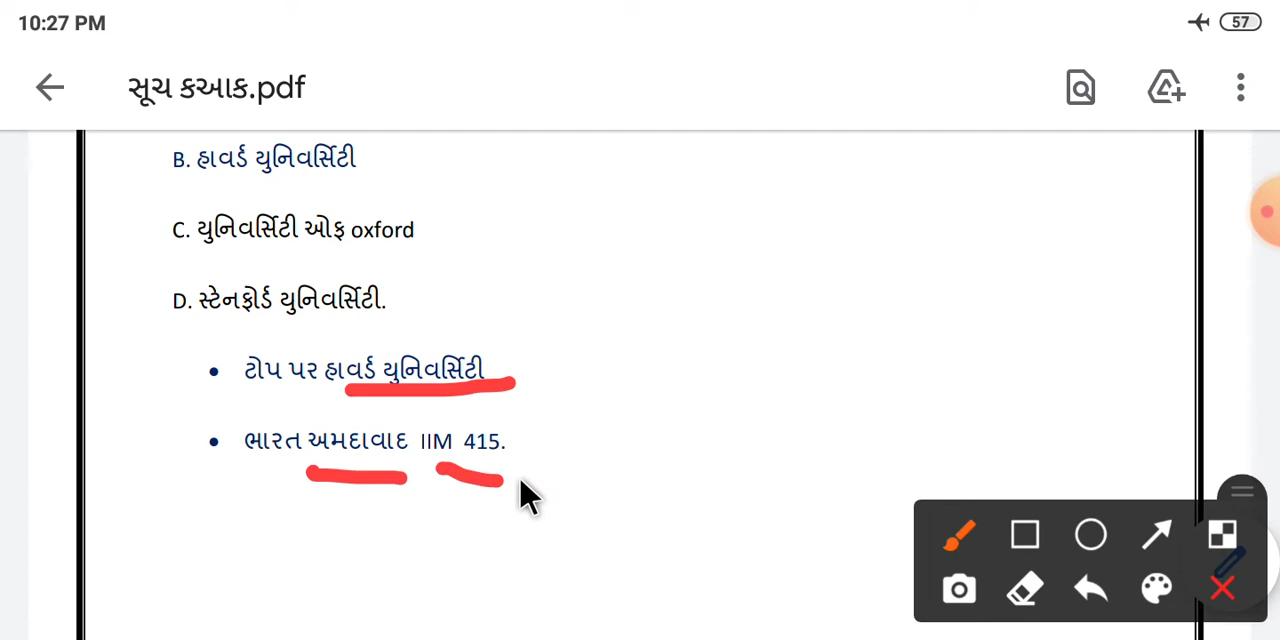 10:27 PM
57
સૂચ કઆાક.pdf
B. હાવર્ડ યુનિવર્સિટી
C. યુનિવર્સિટી ઓફ oxford
D. સ્ટેનફોર્ડ યુનિવર્સિટી.
• ટોપ પર હાવર્ડ યુનિવર્સિટી
• ભારત અમદાવાદ IIM 415.